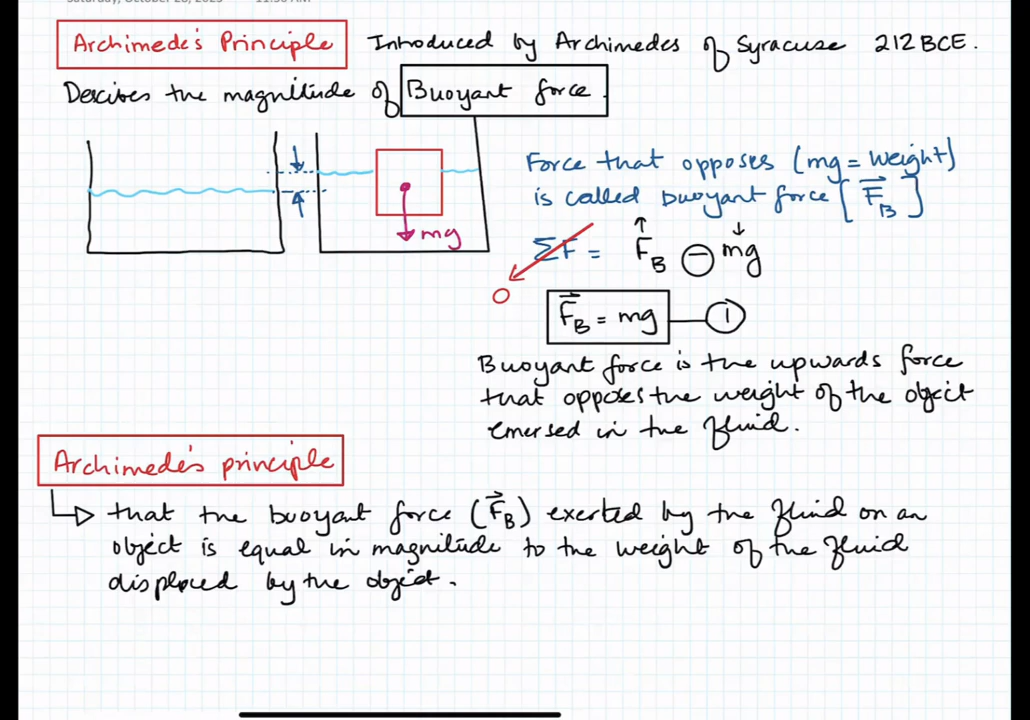 Archimede's Principle Introduced by Archimedes of Syracuse 212 BCE.
Descibes the magnitude of Buoyant force.
Force that opposes (mg = weight)
is called buoyant force [F_B]
mg
ΣF = F_B - mg
0
F_B = mg 1
Buoyant force is the upwards force
that opposes the weight of the object
emersed in the fluid.
Archimede's principle
that the buoyant force (F_B) exerted by the fluid on an
object is equal in magnitude to the weight of the fluid
displaced by the object.